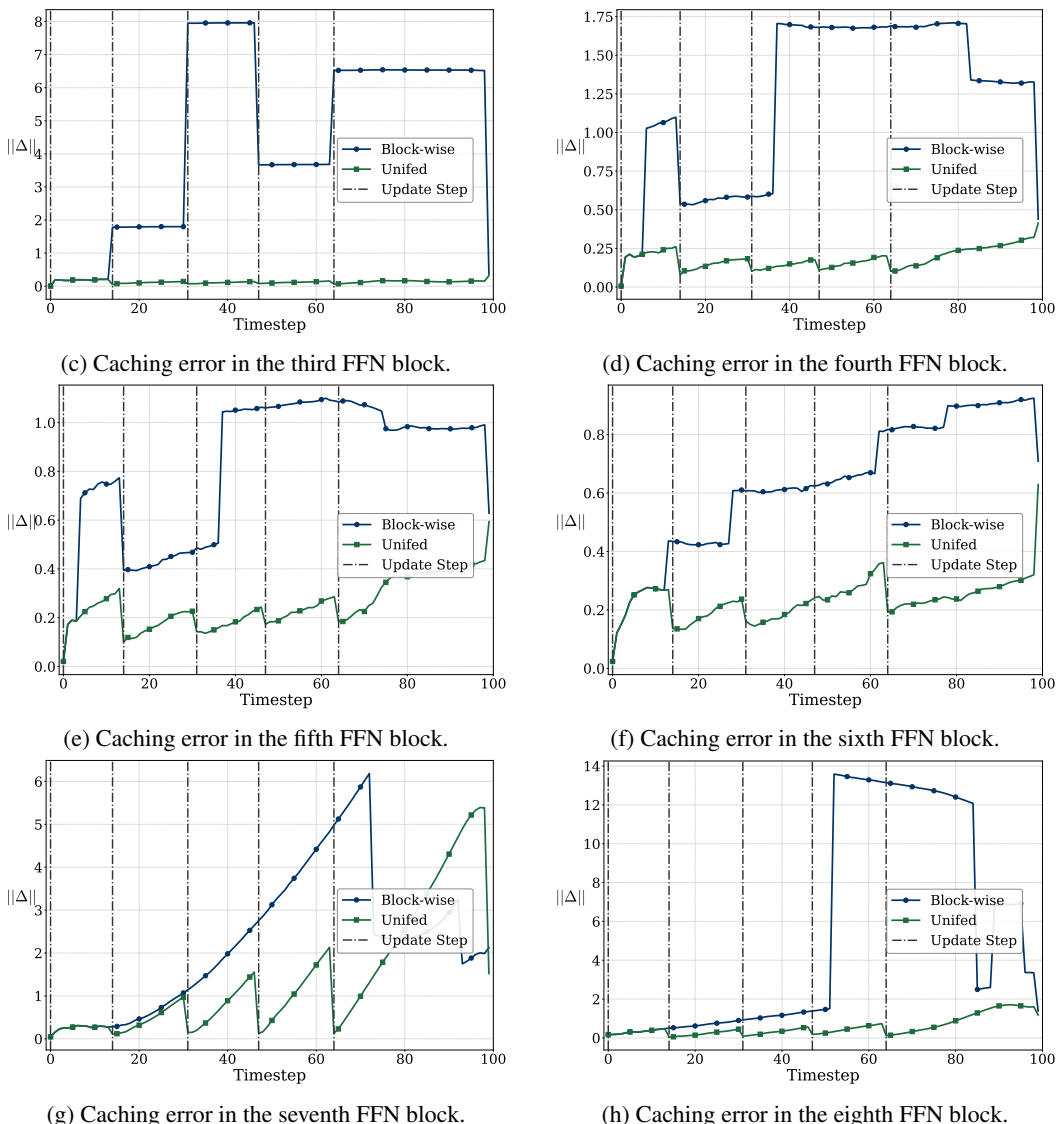 8
7
6
5
4
3
2
1
0
||Δ||
Block-wise
Unifed
Update Step
0 20 40 60 80 100
Timestep
(c) Caching error in the third FFN block.
1.75
1.50
1.25
1.00
0.75
0.50
0.25
0.00
||Δ||
Block-wise
Unifed
Update Step
0 20 40 60 80 100
Timestep
(d) Caching error in the fourth FFN block.
1.0
0.8
0.6
0.4
0.2
0.0
||Δ||
Block-wise
Unifed
Update Step
0 20 40 60 80 100
Timestep
(e) Caching error in the fifth FFN block.
0.8
0.6
0.4
0.2
0.0
||Δ||
Block-wise
Unifed
Update Step
0 20 40 60 80 100
Timestep
(f) Caching error in the sixth FFN block.
6
5
4
3
2
1
0
||Δ||
Block-wise
Unifed
Update Step
0 20 40 60 80 100
Timestep
(g) Caching error in the seventh FFN block.
14
12
10
8
6
4
2
0
||Δ||
Block-wise
Unifed
Update Step
0 20 40 60 80 100
Timestep
(h) Caching error in the eighth FFN block.